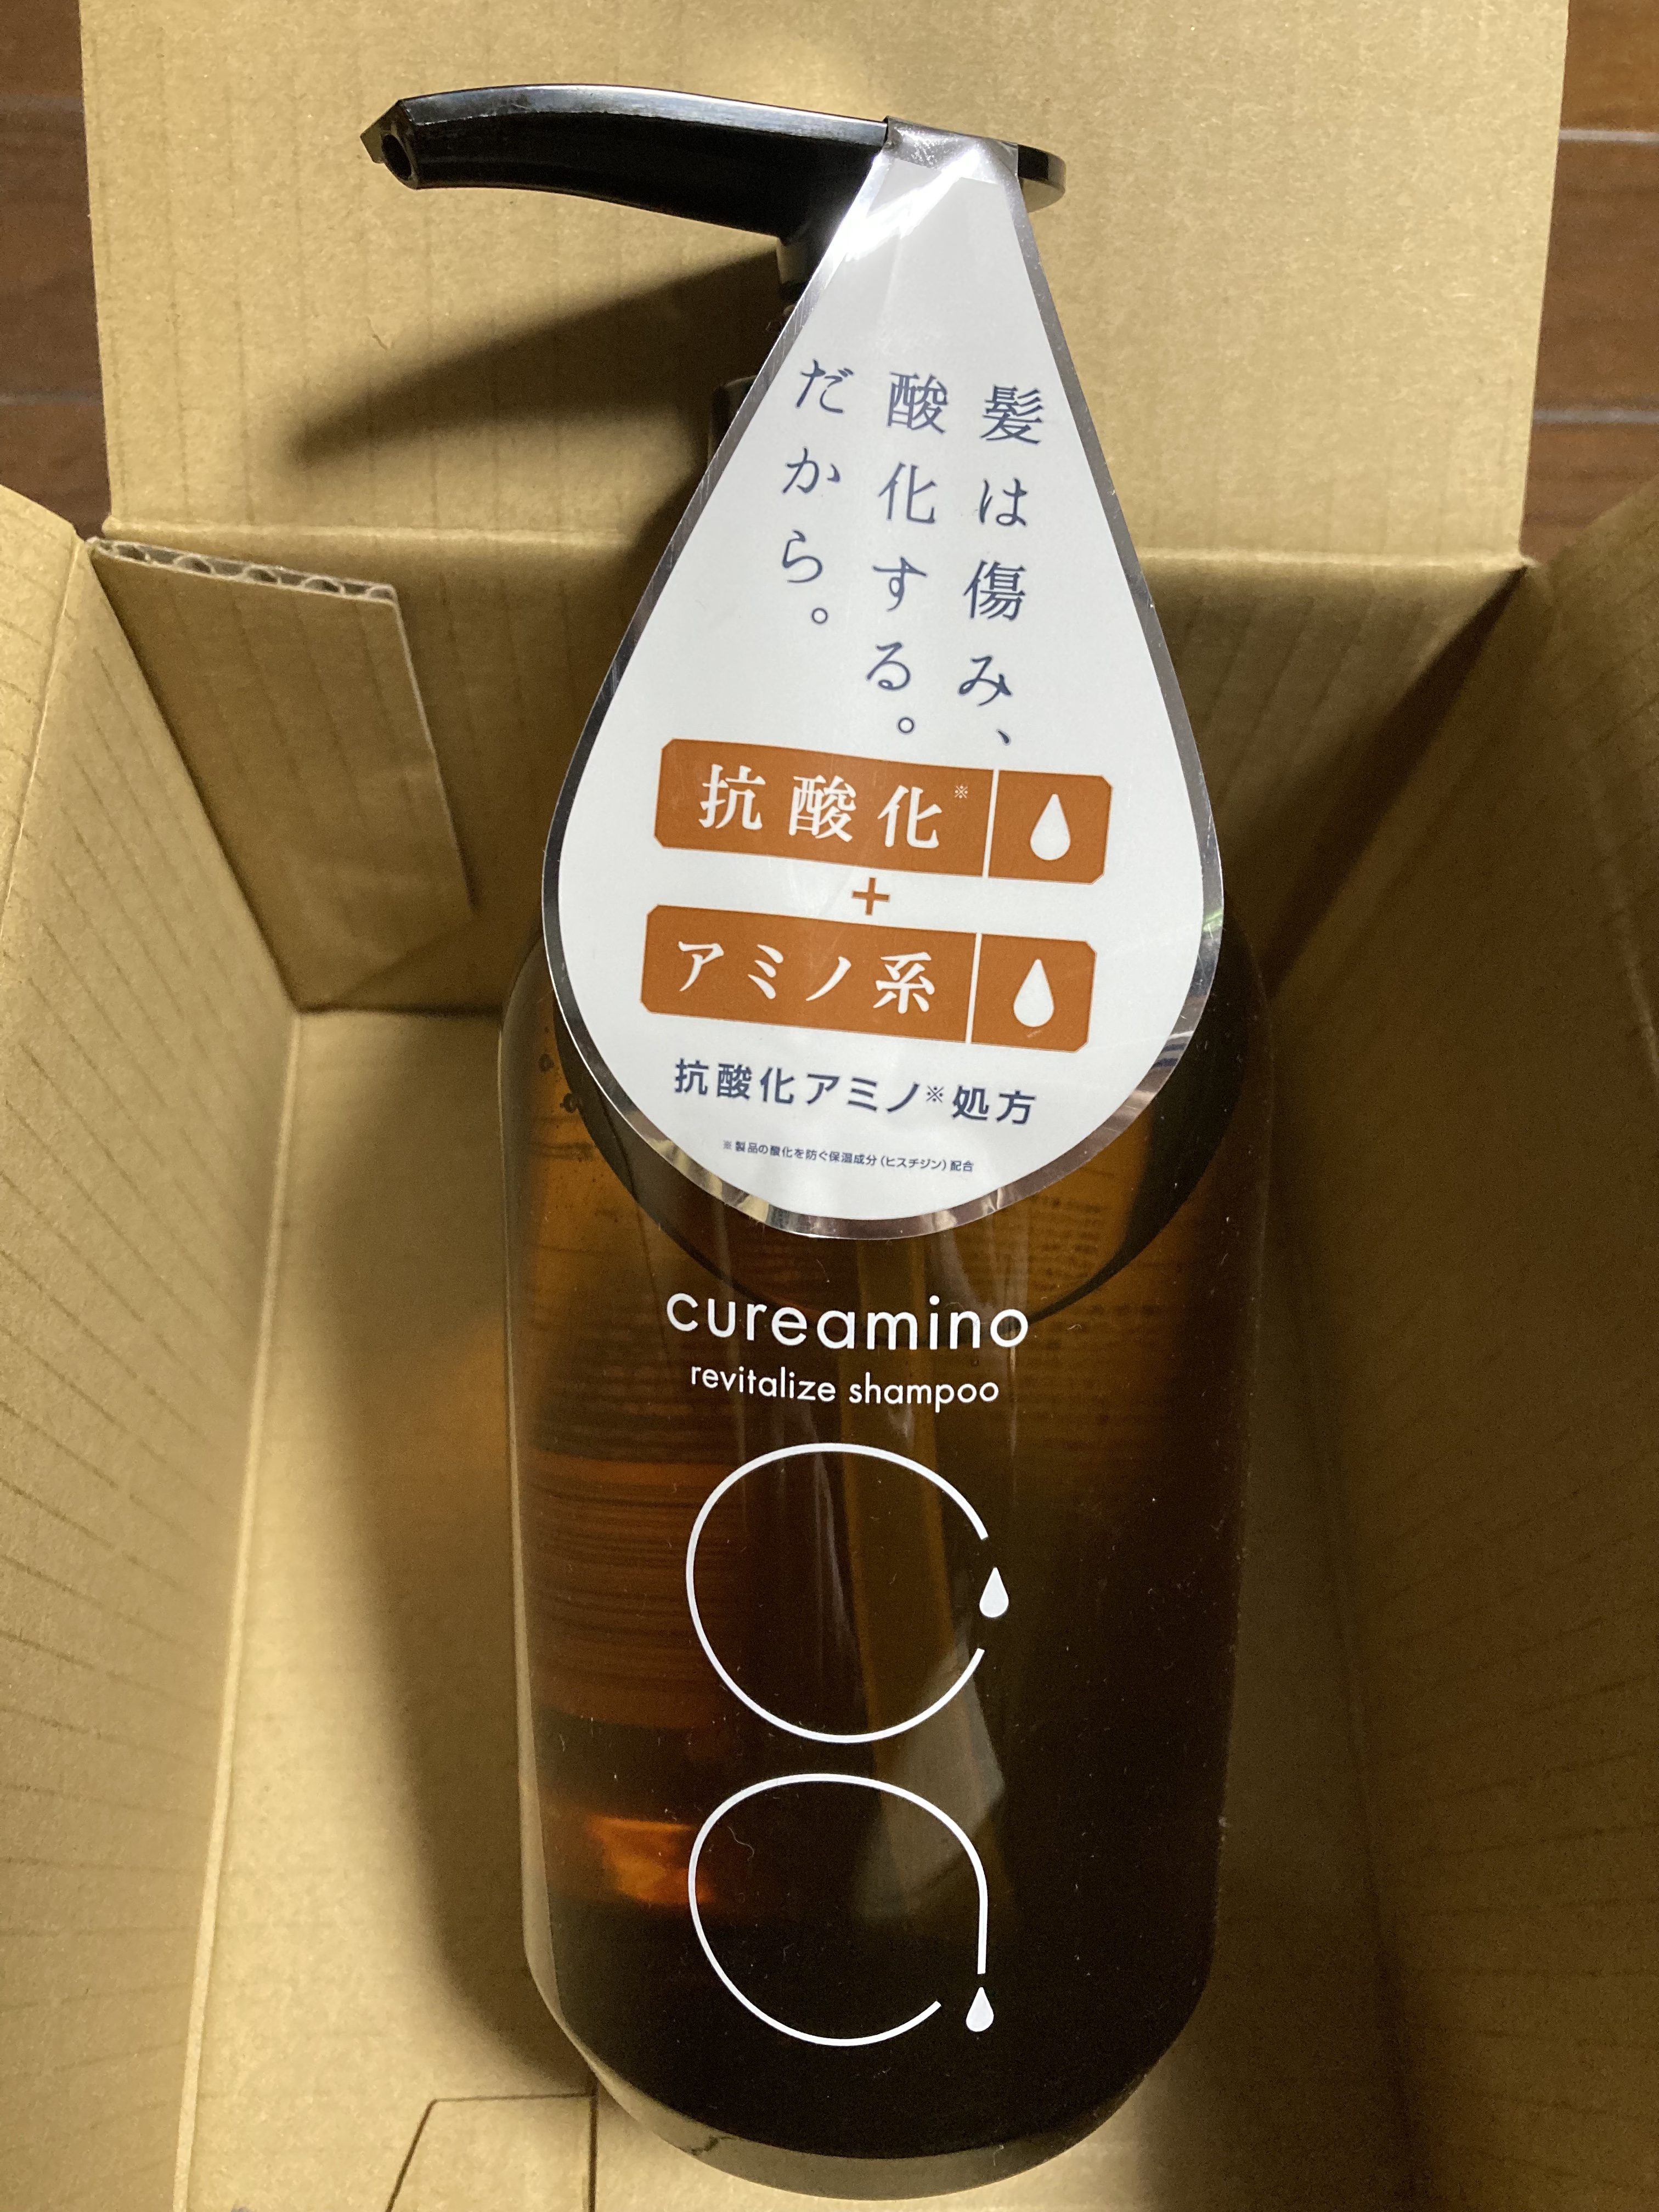 髪は傷み、
酸化する。
だから。
抗酸化※
+
アミノ系
抗酸化アミノ※処方
※製品の酸化を防ぐ保湿成分(ヒスチジン)配合
cureamino
revitalize shampoo
ca